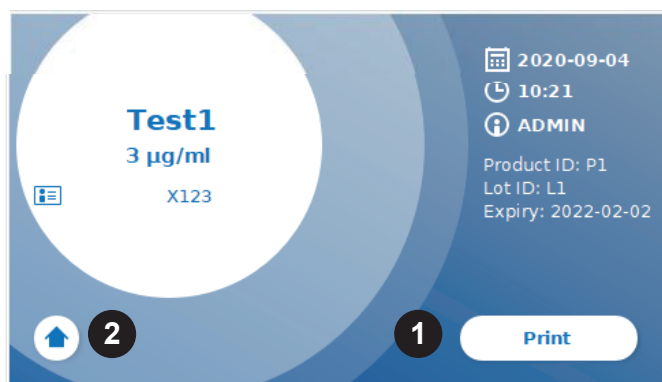 Test1
3 µg/ml
X123
2020-09-04
10:21
ADMIN
Product ID: P1
Lot ID: L1
Expiry: 2022-02-02
2
1
Print